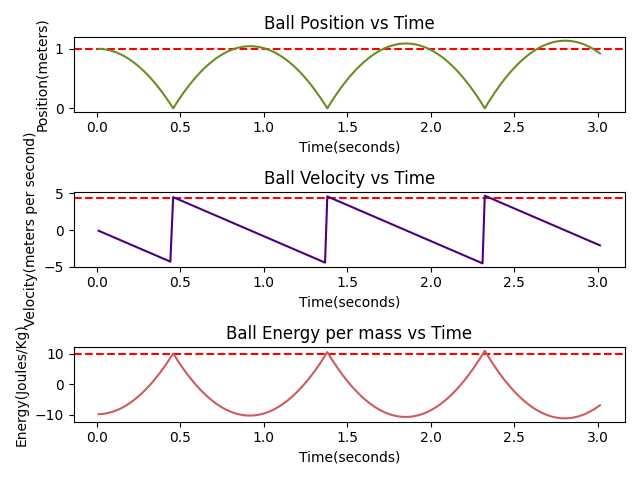 Ball Position vs Time
Position(meters)
1
0
0.0 0.5 1.0 1.5 2.0 2.5 3.0
Time(seconds)
Ball Velocity vs Time
Velocity(meters per second)
5
0
−5
0.0 0.5 1.0 1.5 2.0 2.5 3.0
Time(seconds)
Ball Energy per mass vs Time
Energy(Joules/Kg)
10
0
−10
0.0 0.5 1.0 1.5 2.0 2.5 3.0
Time(seconds)